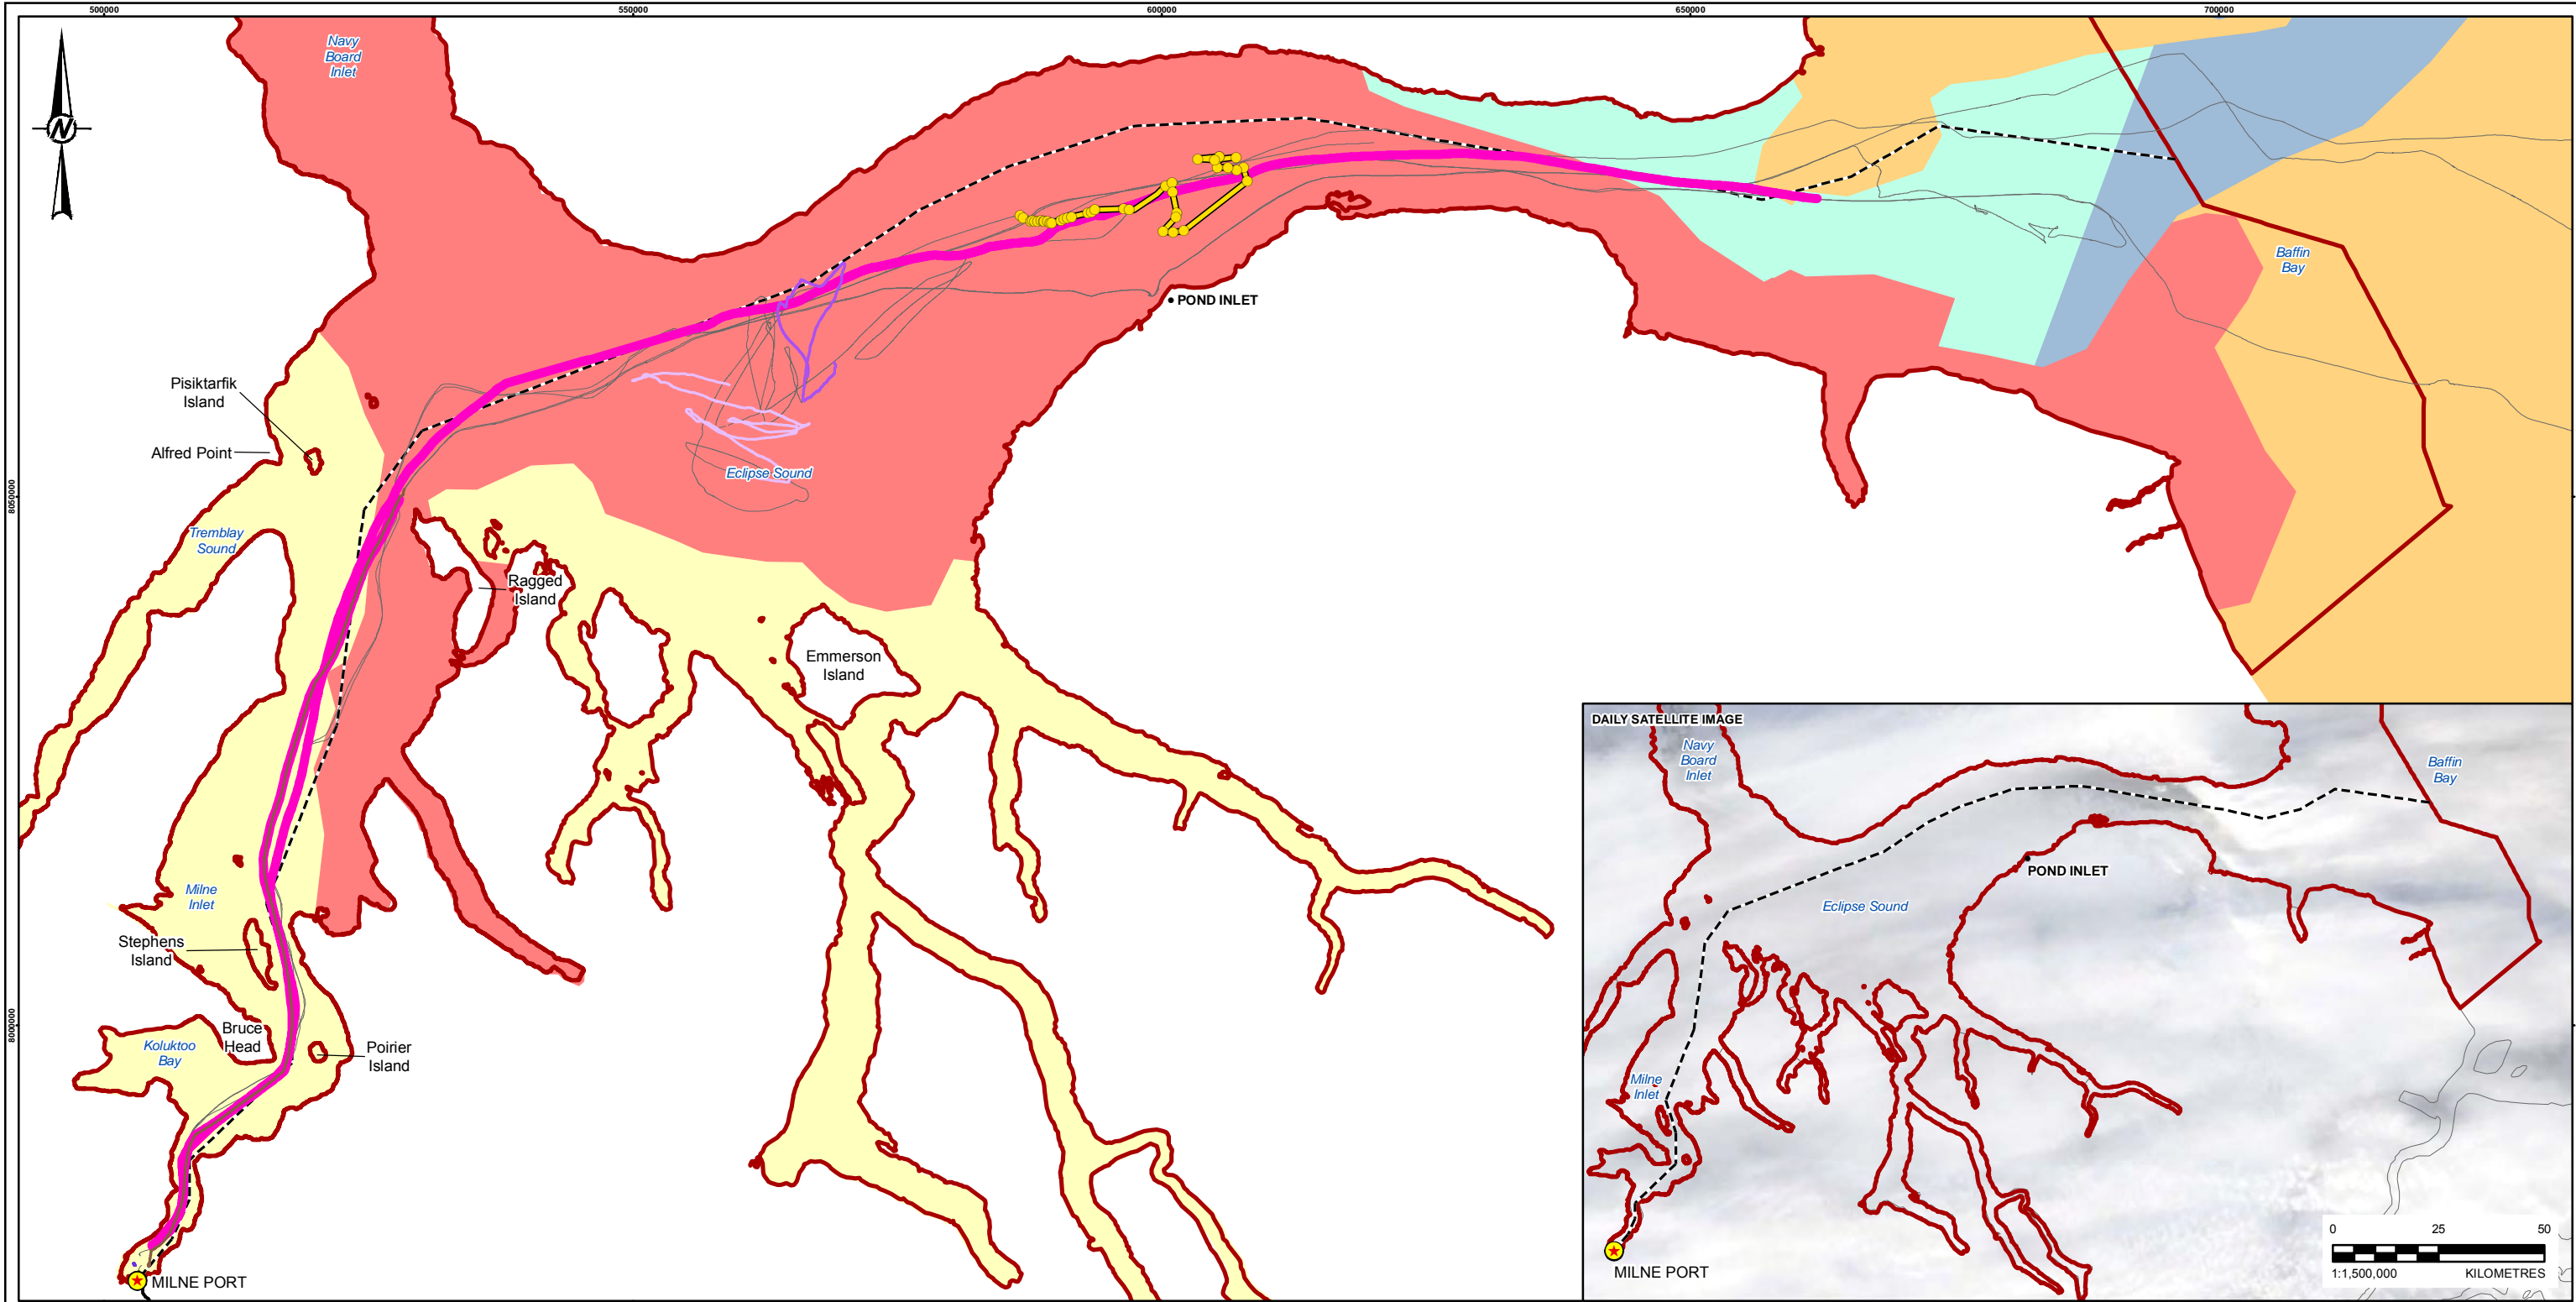 500000
550000
600000
650000
700000
Navy
Board
Inlet
N
Baffin
Bay
POND INLET
Pisiktarfik
Island
Alfred Point
Eclipse Sound
8050000
Tremblay
Sound
Ragged
Island
Emmerson
Island
Milne
Inlet
Stephens
Island
Bruce
Head
Koluktoo
Bay
Poirier
Island
8000000
MILNE PORT
DAILY SATELLITE IMAGE
Navy
Board
Inlet
Baffin
Bay
POND INLET
Eclipse Sound
Milne
Inlet
MILNE PORT
0 25 50
1:1,500,000 KILOMETRES